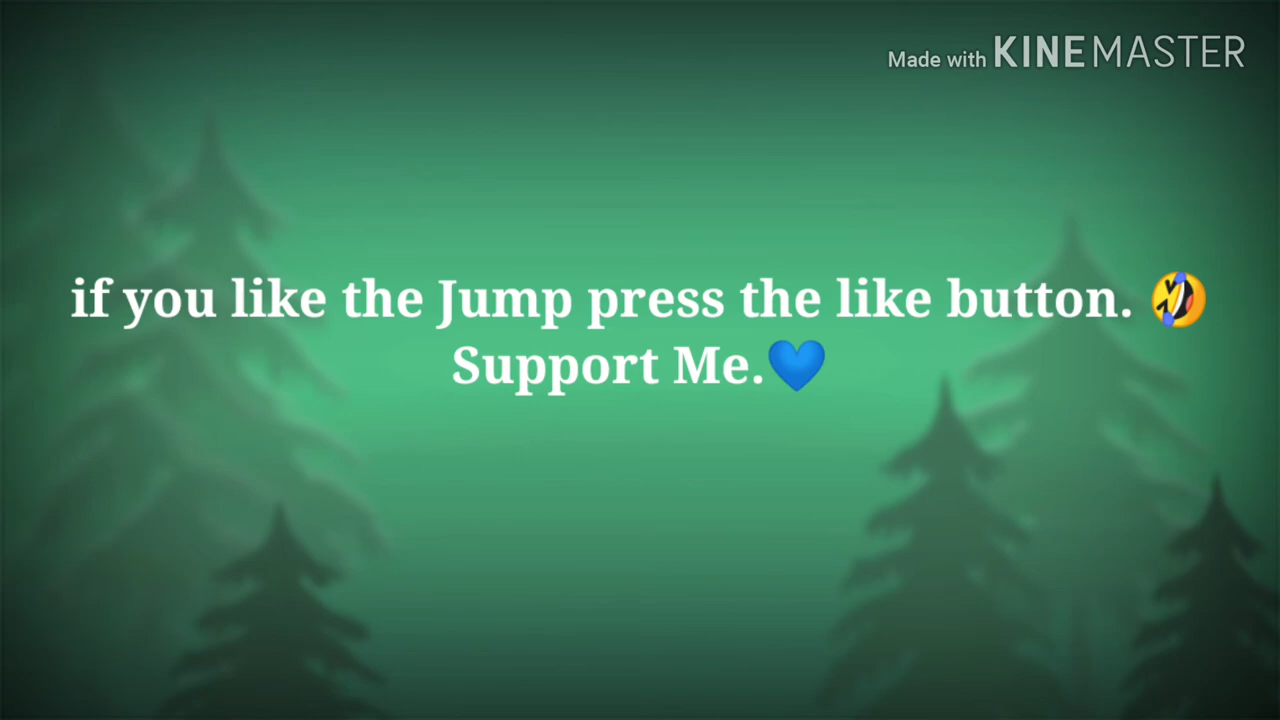 Made with KINEMASTER
if you like the Jump press the like button. 🤣
Support Me.💙